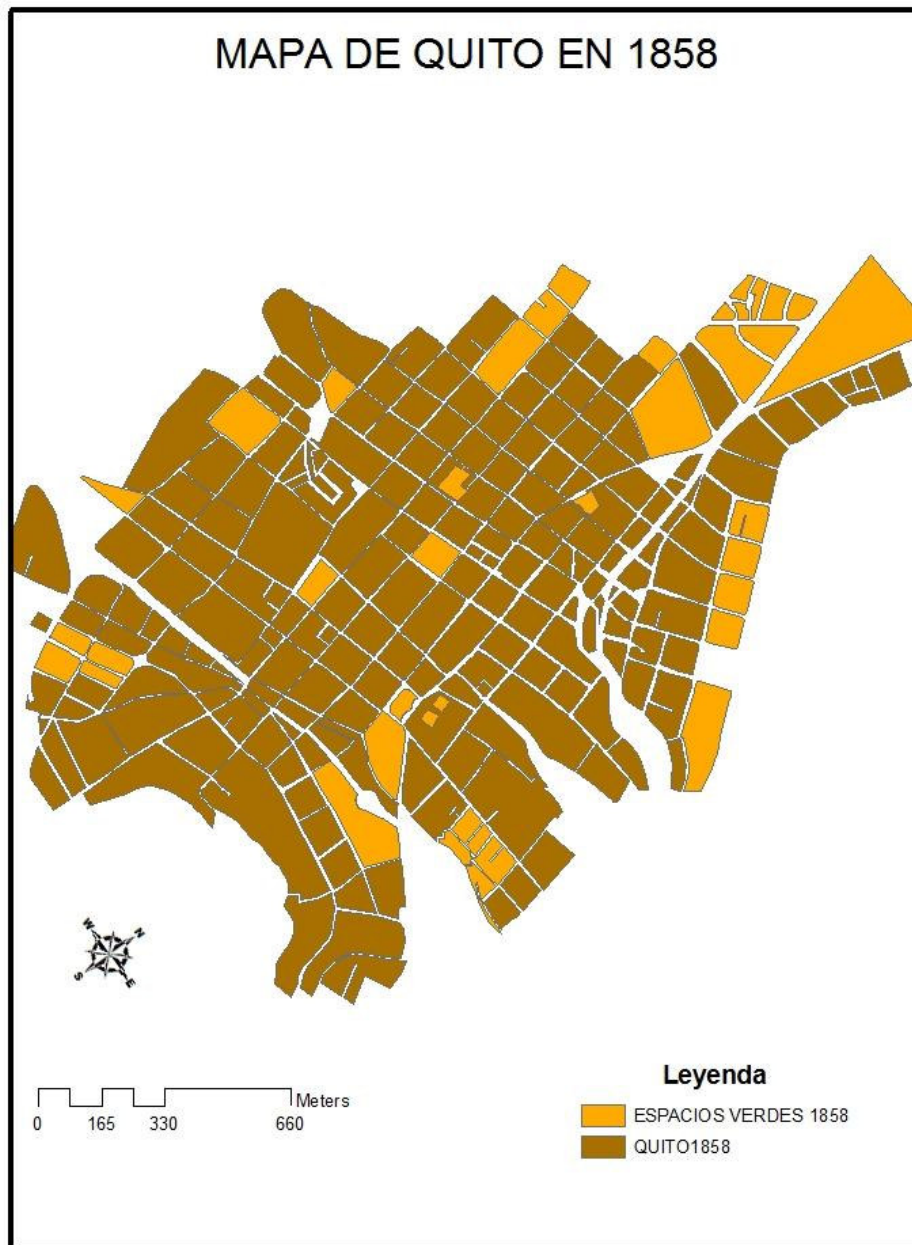 MAPA DE QUITO EN 1858
W
N
S
E
Meters
0 165 330 660
Leyenda
ESPACIOS VERDES 1858
QUITO1858